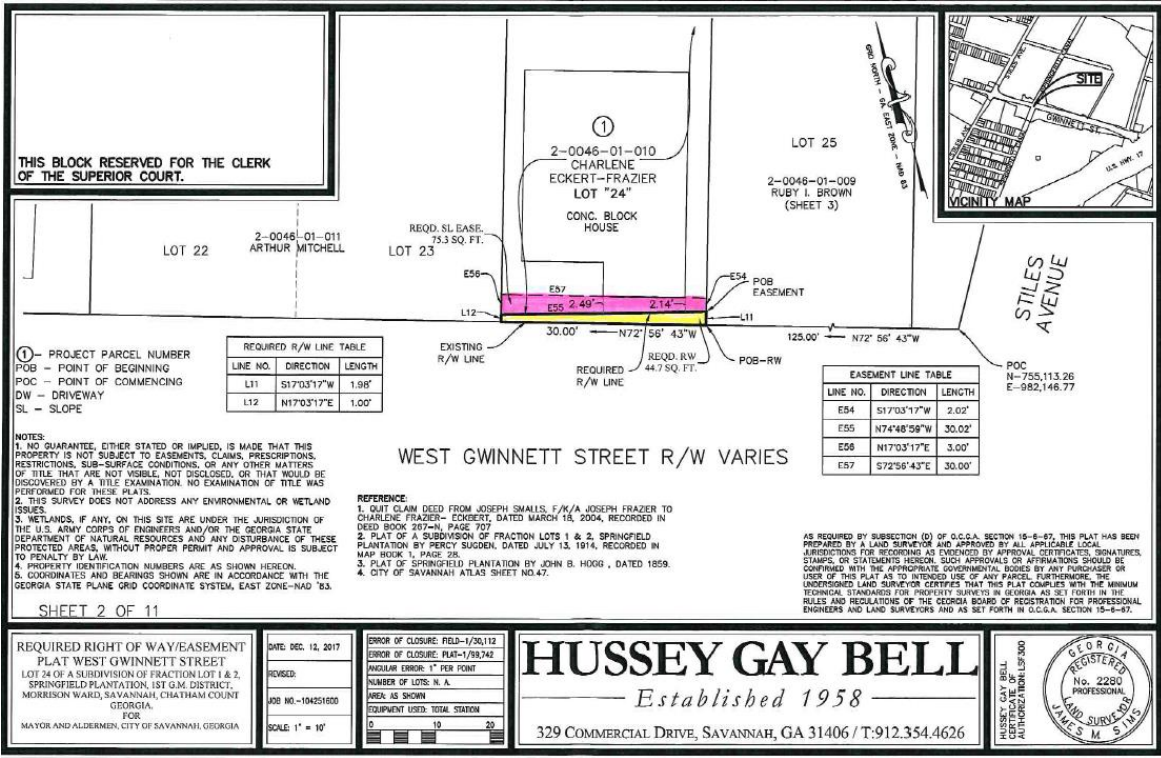 THIS BLOCK RESERVED FOR THE CLERK
OF THE SUPERIOR COURT.
1
2-0046-01-010
CHARLENE
ECKERT-FRAZIER
LOT "24"
CONC. BLOCK
HOUSE
LOT 25
2-0046-01-009
RUBY I. BROWN
(SHEET 3)
GRID NORTH - GA. EAST ZONE - NAD 83
SITE
STILES AVE.
GWINNETT ST.
U.S. HWY. 17
VICINITY MAP
LOT 22
2-0046-01-011
ARTHUR MITCHELL
LOT 23
REQD. SL EASE.
75.3 SQ. FT.
E56
E57
E54
POB
EASEMENT
E55
2.49'
2.14'
L12
L11
30.00'
N72° 56' 43"W
125.00'
N72° 56' 43"W
EXISTING
R/W LINE
REQUIRED
R/W LINE
REQD. RW
44.7 SQ. FT.
POB-RW
STILES
AVENUE
POC
N-755,113.26
E-982,146.77
1 - PROJECT PARCEL NUMBER
POB - POINT OF BEGINNING
POC - POINT OF COMMENCING
DW - DRIVEWAY
SL - SLOPE
REQUIRED R/W LINE TABLE
LINE NO. DIRECTION LENGTH
L11 S17°03'17"W 1.98'
L12 N17°03'17"E 1.00'
EASEMENT LINE TABLE
LINE NO. DIRECTION LENGTH
E54 S17°03'17"W 2.02'
E55 N74°48'59"W 30.02'
E56 N17°03'17"E 3.00'
E57 S72°56'43"E 30.00'
WEST GWINNETT STREET R/W VARIES
NOTES:
1. NO GUARANTEE, EITHER STATED OR IMPLIED, IS MADE THAT THIS
PROPERTY IS NOT SUBJECT TO EASEMENTS, CLAIMS, PRESCRIPTIONS,
RESTRICTIONS, SUB-SURFACE CONDITIONS, OR ANY OTHER MATTERS
OF TITLE THAT ARE NOT VISIBLE, NOT DISCLOSED, OR THAT WOULD BE
DISCOVERED BY A TITLE EXAMINATION. NO EXAMINATION OF TITLE WAS
PERFORMED FOR THESE PLATS.
2. THIS SURVEY DOES NOT ADDRESS ANY ENVIRONMENTAL OR WETLAND
ISSUES.
3. WETLANDS, IF ANY, ON THIS SITE ARE UNDER THE JURISDICTION OF
THE U.S. ARMY CORPS OF ENGINEERS AND/OR THE GEORGIA STATE
DEPARTMENT OF NATURAL RESOURCES AND ANY DISTURBANCE OF THESE
PROTECTED AREAS, WITHOUT PROPER PERMIT AND APPROVAL IS SUBJECT
TO PENALTY BY LAW.
4. PROPERTY IDENTIFICATION NUMBERS ARE AS SHOWN HEREON.
5. COORDINATES AND BEARINGS SHOWN ARE IN ACCORDANCE WITH THE
GEORGIA STATE PLANE GRID COORDINATE SYSTEM, EAST ZONE-NAD '83.
SHEET 2 OF 11
REFERENCE:
1. QUIT CLAIM DEED FROM JOSEPH SMALLS, F/K/A JOSEPH FRAZIER TO
CHARLENE FRAZIER- ECKBERT, DATED MARCH 18, 2004, RECORDED IN
DEED BOOK 267-N, PAGE 707
2. PLAT OF A SUBDIVISION OF FRACTION LOTS 1 & 2, SPRINGFIELD
PLANTATION BY PERCY SUGDEN, DATED JULY 13, 1914, RECORDED IN
MAP BOOK 1, PAGE 28.
3. PLAT OF SPRINGFIELD PLANTATION BY JOHN B. HOGG , DATED 1859.
4. CITY OF SAVANNAH ATLAS SHEET NO.47.
AS REQUIRED BY SUBSECTION (D) OF O.C.G.A. SECTION 15-6-67, THIS PLAT HAS BEEN
PREPARED BY A LAND SURVEYOR AND APPROVED BY ALL APPLICABLE LOCAL
JURISDICTIONS FOR RECORDING AS EVIDENCED BY APPROVAL CERTIFICATES, SIGNATURES,
STAMPS, OR STATEMENTS HEREON. SUCH APPROVALS OR AFFIRMATIONS SHOULD BE
CONFIRMED WITH THE APPROPRIATE GOVERNMENTAL BODIES BY ANY PURCHASER OR
USER OF THIS PLAT AS TO INTENDED USE OF ANY PARCEL. FURTHERMORE, THE
UNDERSIGNED LAND SURVEYOR CERTIFIES THAT THIS PLAT COMPLIES WITH THE MINIMUM
TECHNICAL STANDARDS FOR PROPERTY SURVEYS IN GEORGIA AS SET FORTH IN THE
RULES AND REGULATIONS OF THE GEORGIA BOARD OF REGISTRATION FOR PROFESSIONAL
ENGINEERS AND LAND SURVEYORS AND AS SET FORTH IN O.C.G.A. SECTION 15-6-67.
REQUIRED RIGHT OF WAY/EASEMENT
PLAT WEST GWINNETT STREET
LOT 24 OF A SUBDIVISION OF FRACTION LOT 1 & 2,
SPRINGFIELD PLANTATION, 1ST G.M. DISTRICT,
MORRISON WARD, SAVANNAH, CHATHAM COUNT
GEORGIA.
FOR
MAYOR AND ALDERMEN, CITY OF SAVANNAH, GEORGIA
DATE: DEC. 12, 2017
REVISED:
JOB NO.-104251600
SCALE: 1" = 10'
ERROR OF CLOSURE: FIELD-1/30,112
ERROR OF CLOSURE: PLAT-1/99,742
ANGULAR ERROR: 1" PER POINT
NUMBER OF LOTS: N. A.
AREA: AS SHOWN
EQUIPMENT USED: TOTAL STATION
0 10 20
HUSSEY GAY BELL
Established 1958
329 COMMERCIAL DRIVE, SAVANNAH, GA 31406 / T:912.354.4626
HUSSEY GAY BELL
CERTIFICATE OF
AUTHORIZATION:LSF300
GEORGIA
REGISTERED
No. 2280
PROFESSIONAL
LAND SURVEYOR
JAMES M SIMS